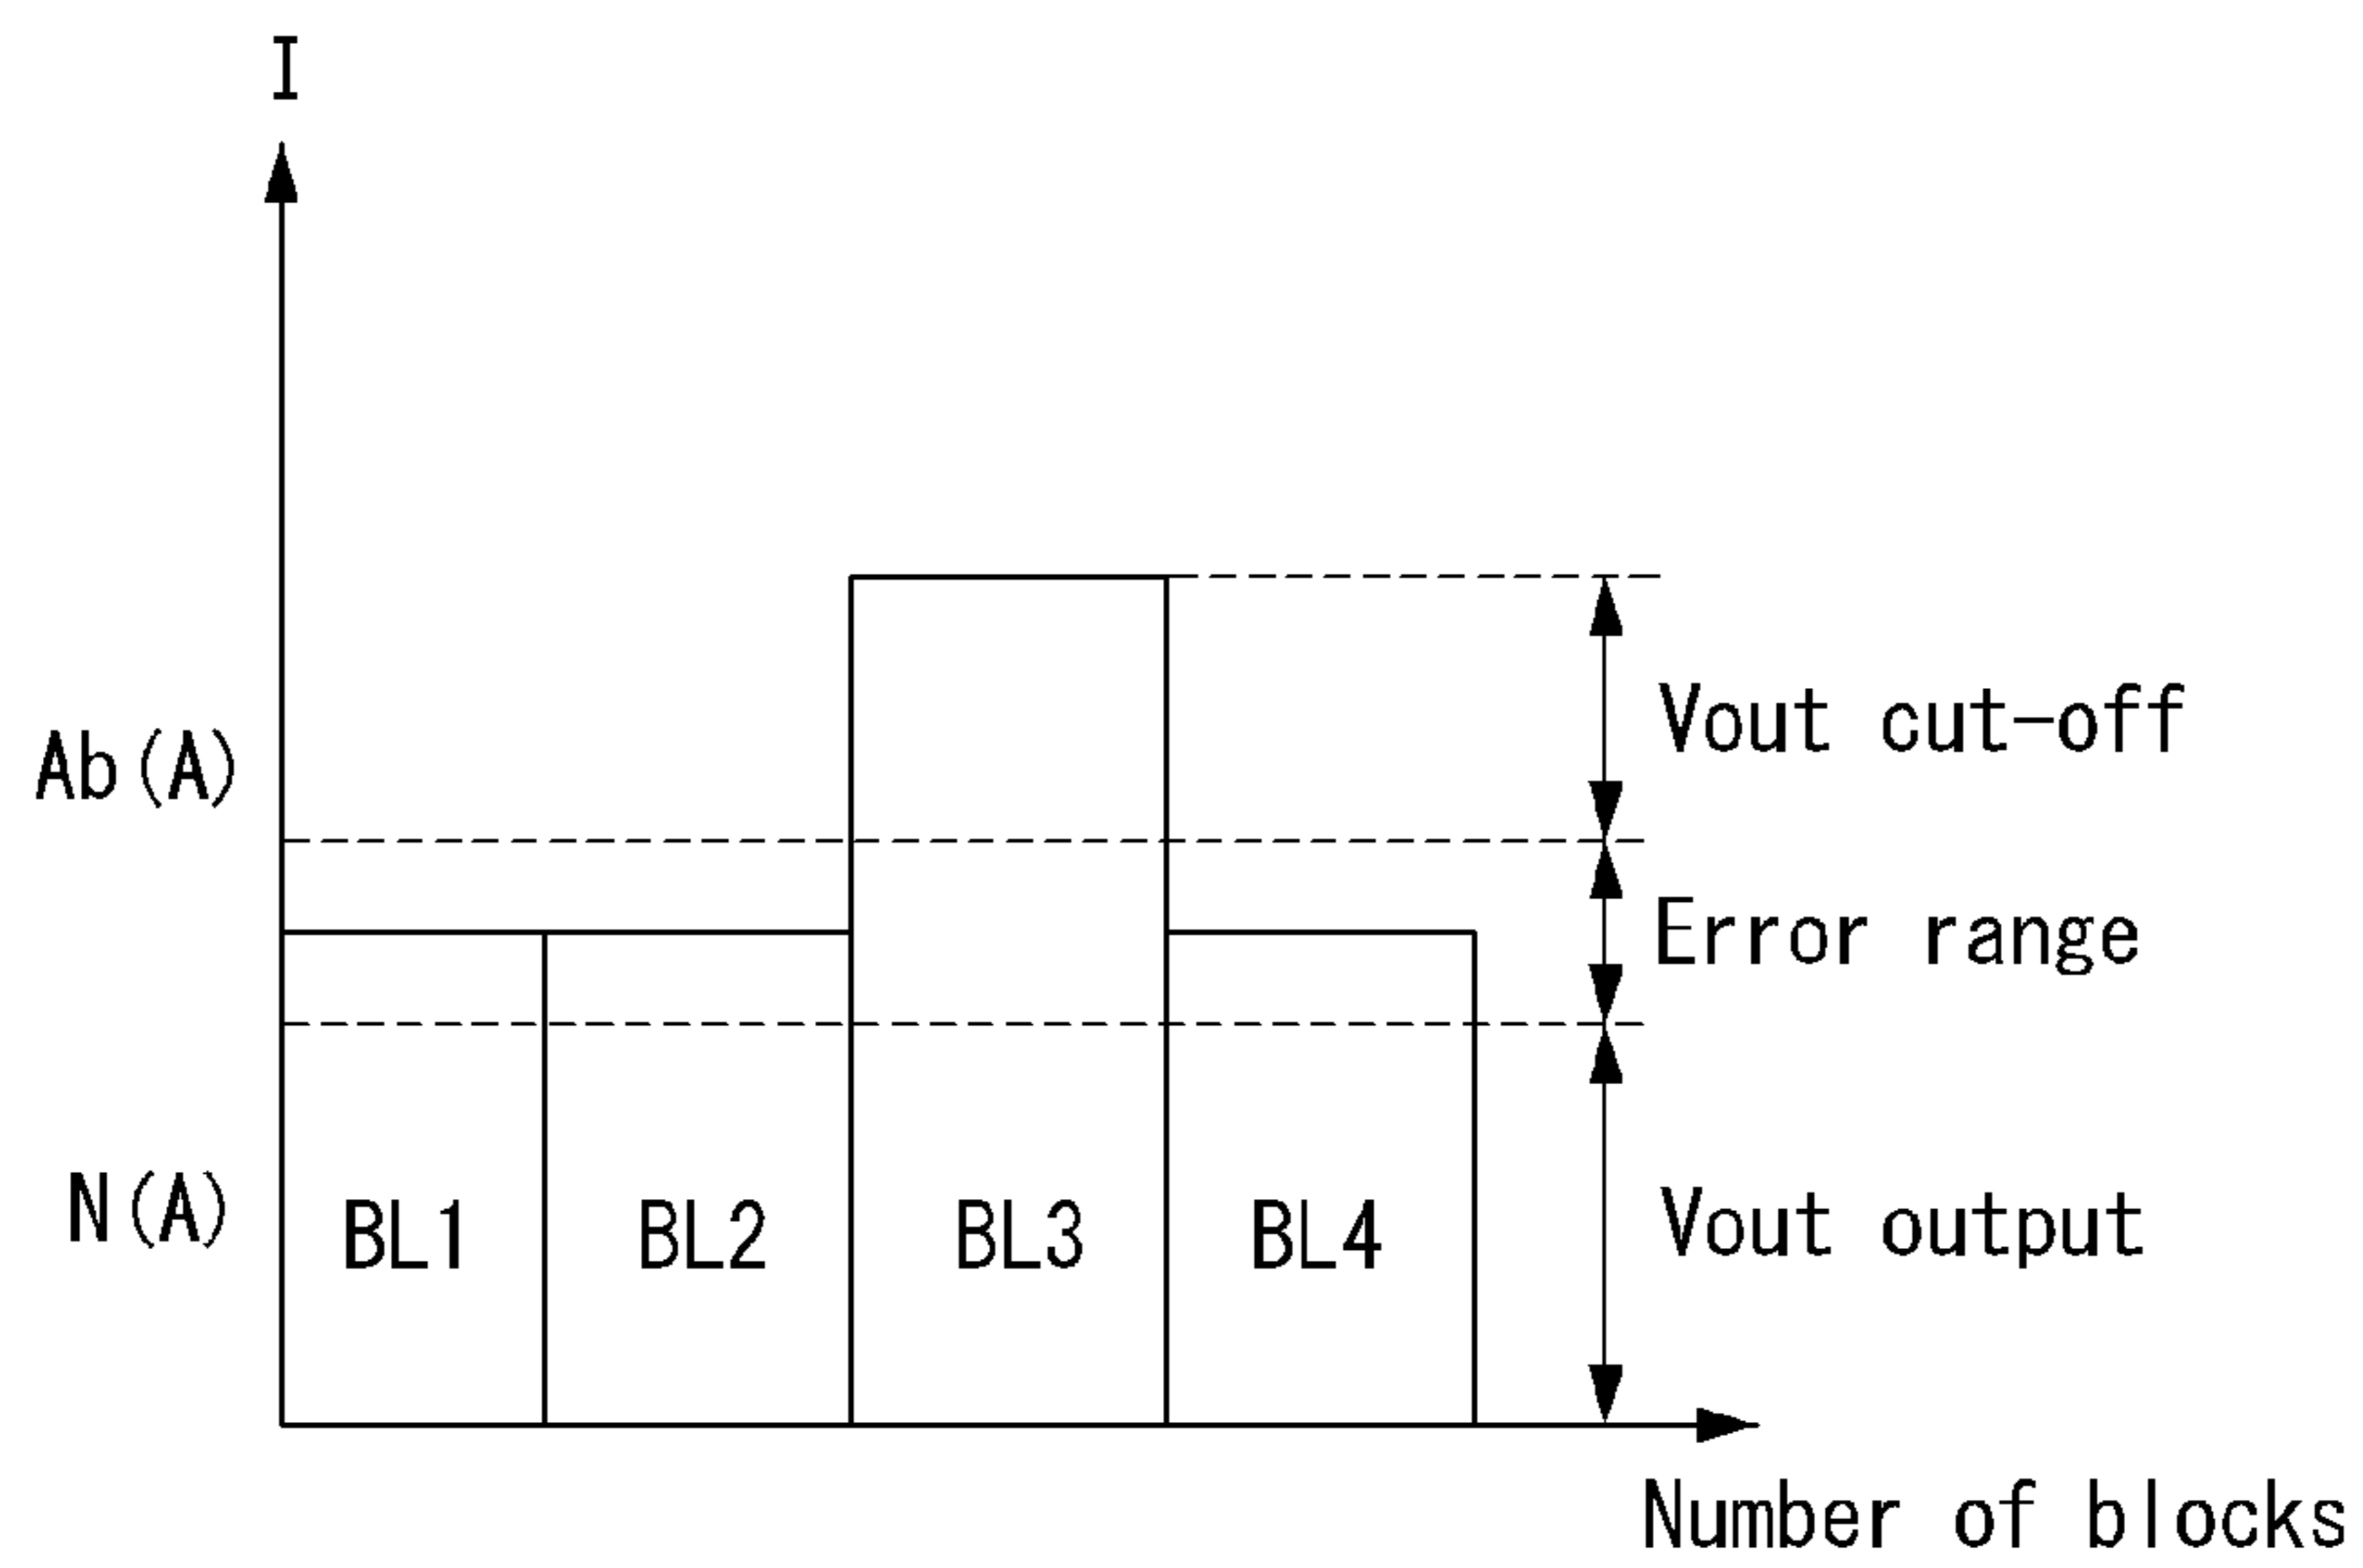 I
Vout cut-off
Ab(A)
Error range
N(A)
BL1 BL2 BL3 BL4
Vout output
Number of blocks